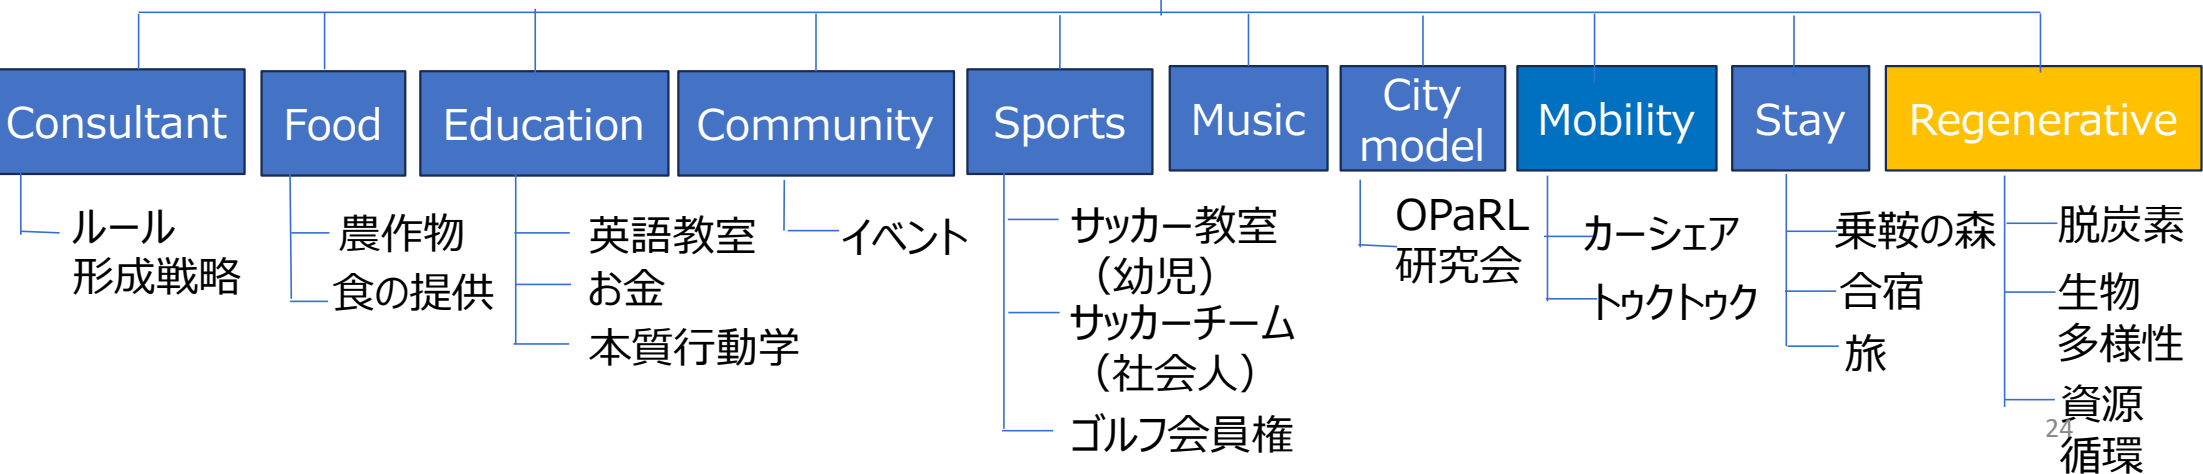 Consultant
ルール
形成戦略
Food
農作物
食の提供
Education
英語教室
お金
本質行動学
Community
イベント
Sports
サッカー教室
（幼児）
サッカーチーム
（社会人）
ゴルフ会員権
Music
City
model
OPaRL
研究会
Mobility
カーシェア
トゥクトゥク
Stay
乗鞍の森
合宿
旅
Regenerative
脱炭素
生物
多様性
資源
循環
24